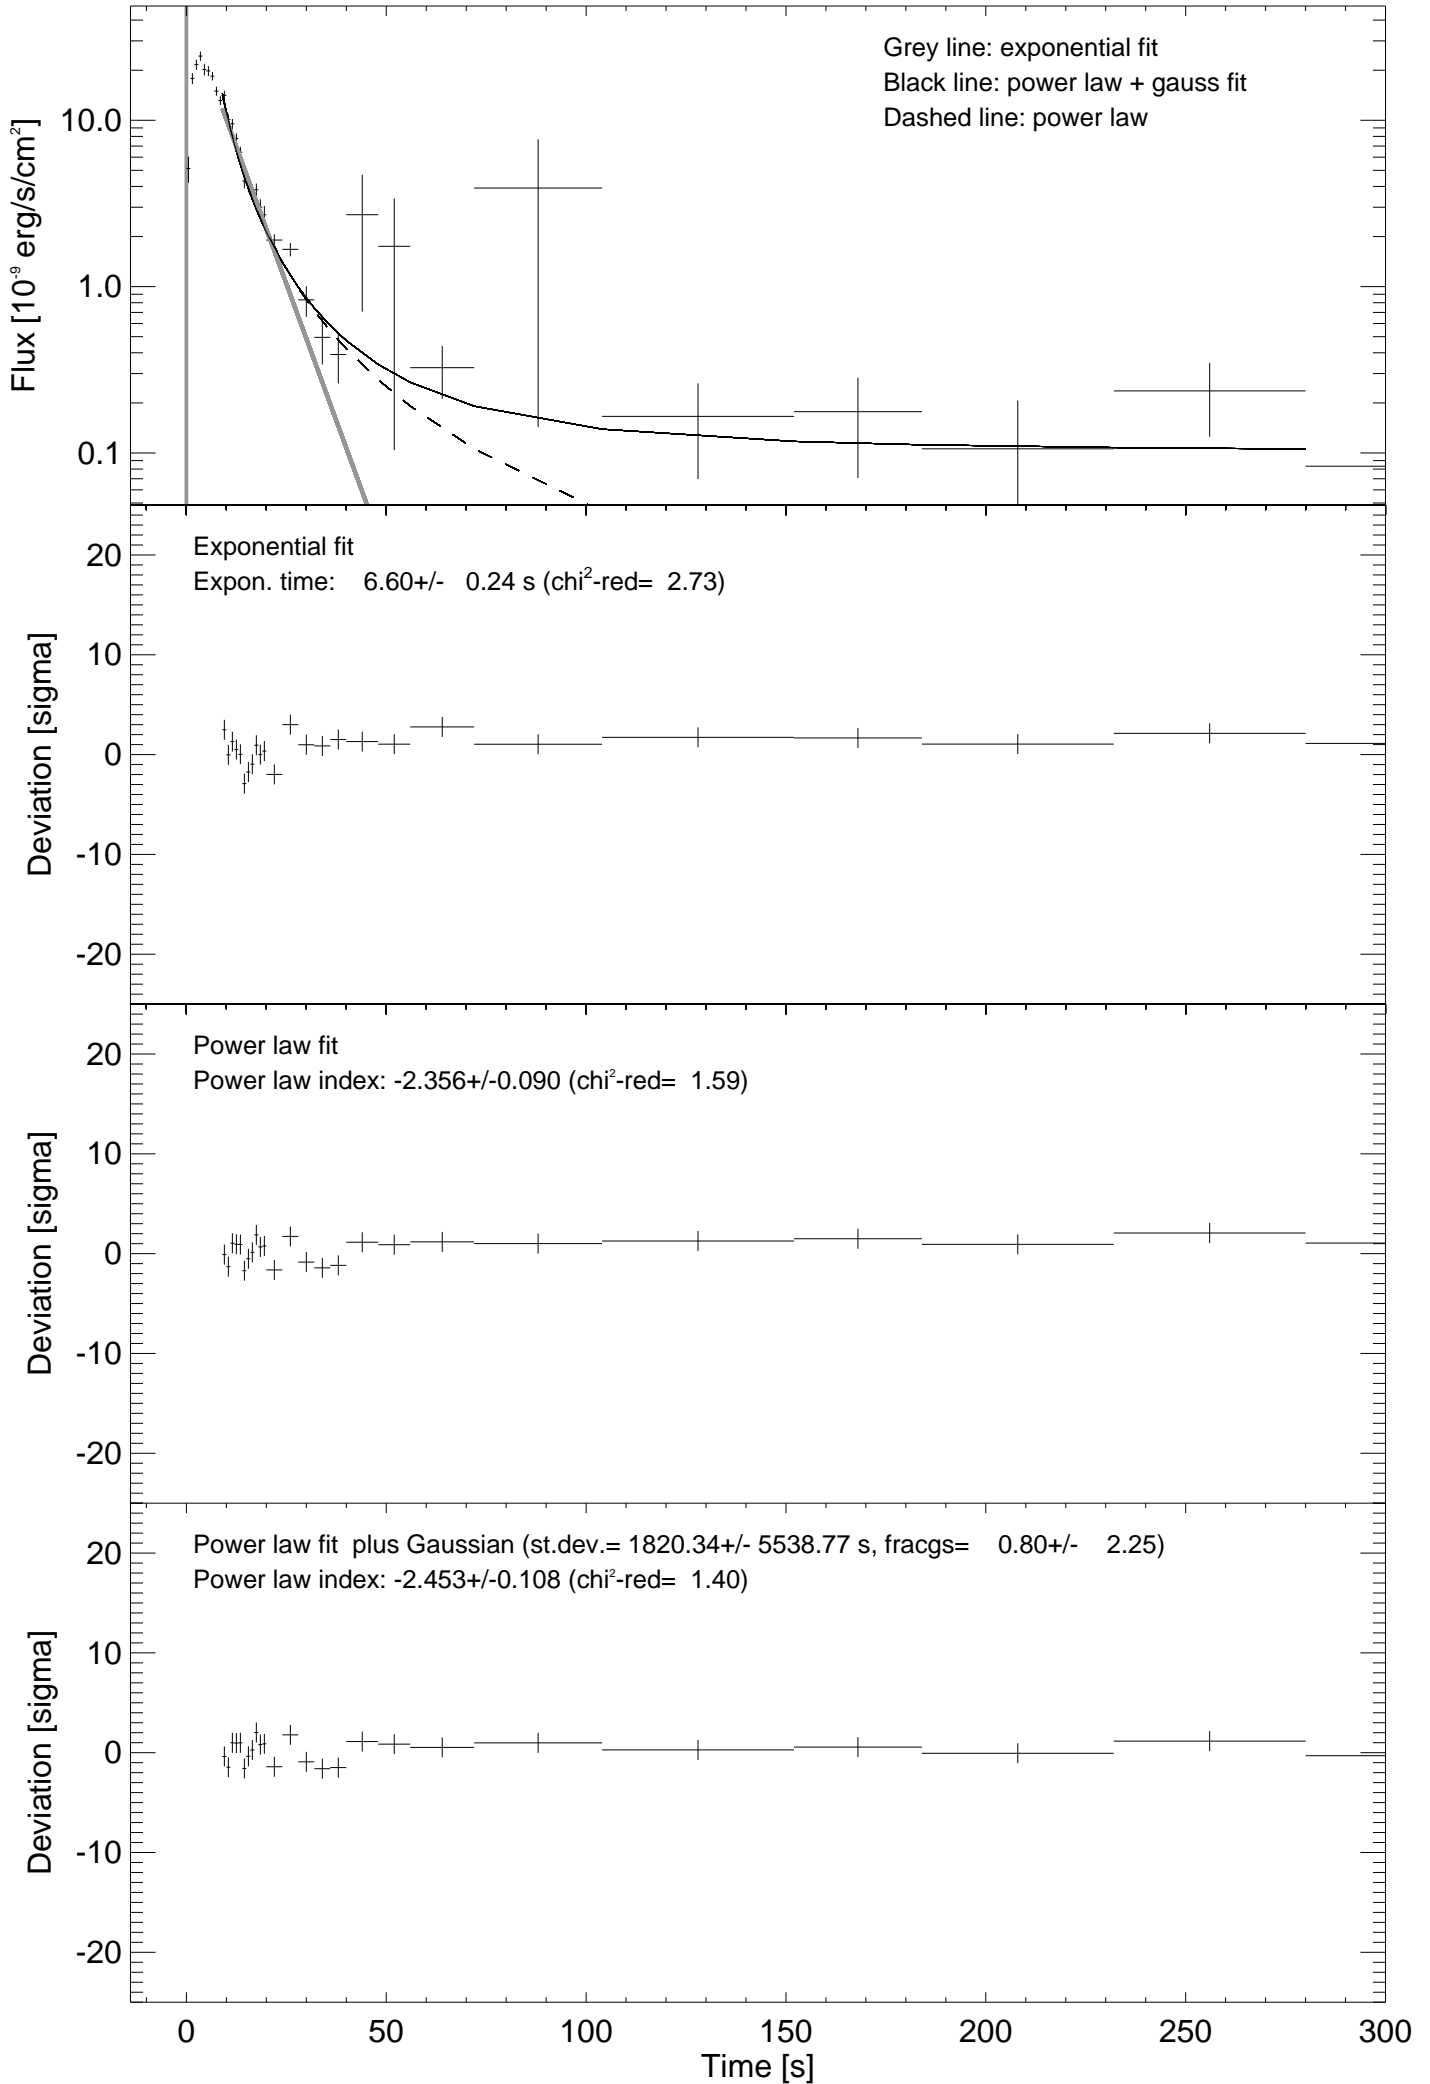 Grey line: exponential fit
Black line: power law + gauss fit
Dashed line: power law
Flux [10⁻⁹ erg/s/cm²]
10.0
1.0
0.1
Exponential fit
Expon. time: 6.60+/- 0.24 s (chi²-red= 2.73)
Deviation [sigma]
20
10
0
-10
-20
Power law fit
Power law index: -2.356+/-0.090 (chi²-red= 1.59)
Deviation [sigma]
20
10
0
-10
-20
Power law fit plus Gaussian (st.dev.= 1820.34+/- 5538.77 s, fracgs= 0.80+/- 2.25)
Power law index: -2.453+/-0.108 (chi²-red= 1.40)
Deviation [sigma]
20
10
0
-10
-20
0 50 100 150 200 250 300
Time [s]